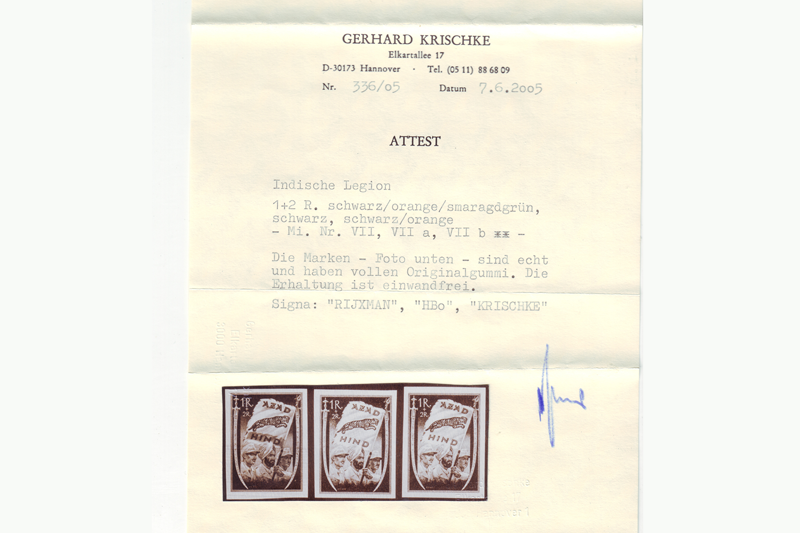 GERHARD KRISCHKE
Elkartallee 17
D-30173 Hannover · Tel. (05 11) 88 68 09
Nr. 336/05 Datum 7.6.2005
ATTEST
Indische Legion
1+2 R. schwarz/orange/smaragdgrün,
schwarz, schwarz/orange
- Mi. Nr. VII, VII a, VII b ** -
Die Marken - Foto unten - sind echt
und haben vollen Originalgummi. Die
Erhaltung ist einwandfrei.
Signa: "RIJXMAN", "HBo", "KRISCHKE"
1R + 2R AZAD HIND
1R + 2R AZAD HIND
1R + 2R AZAD HIND